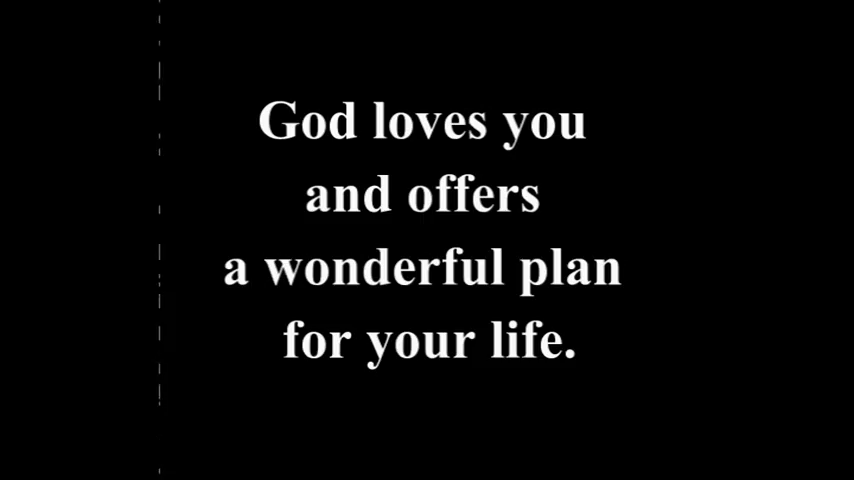 God loves you
and offers
a wonderful plan
for your life.